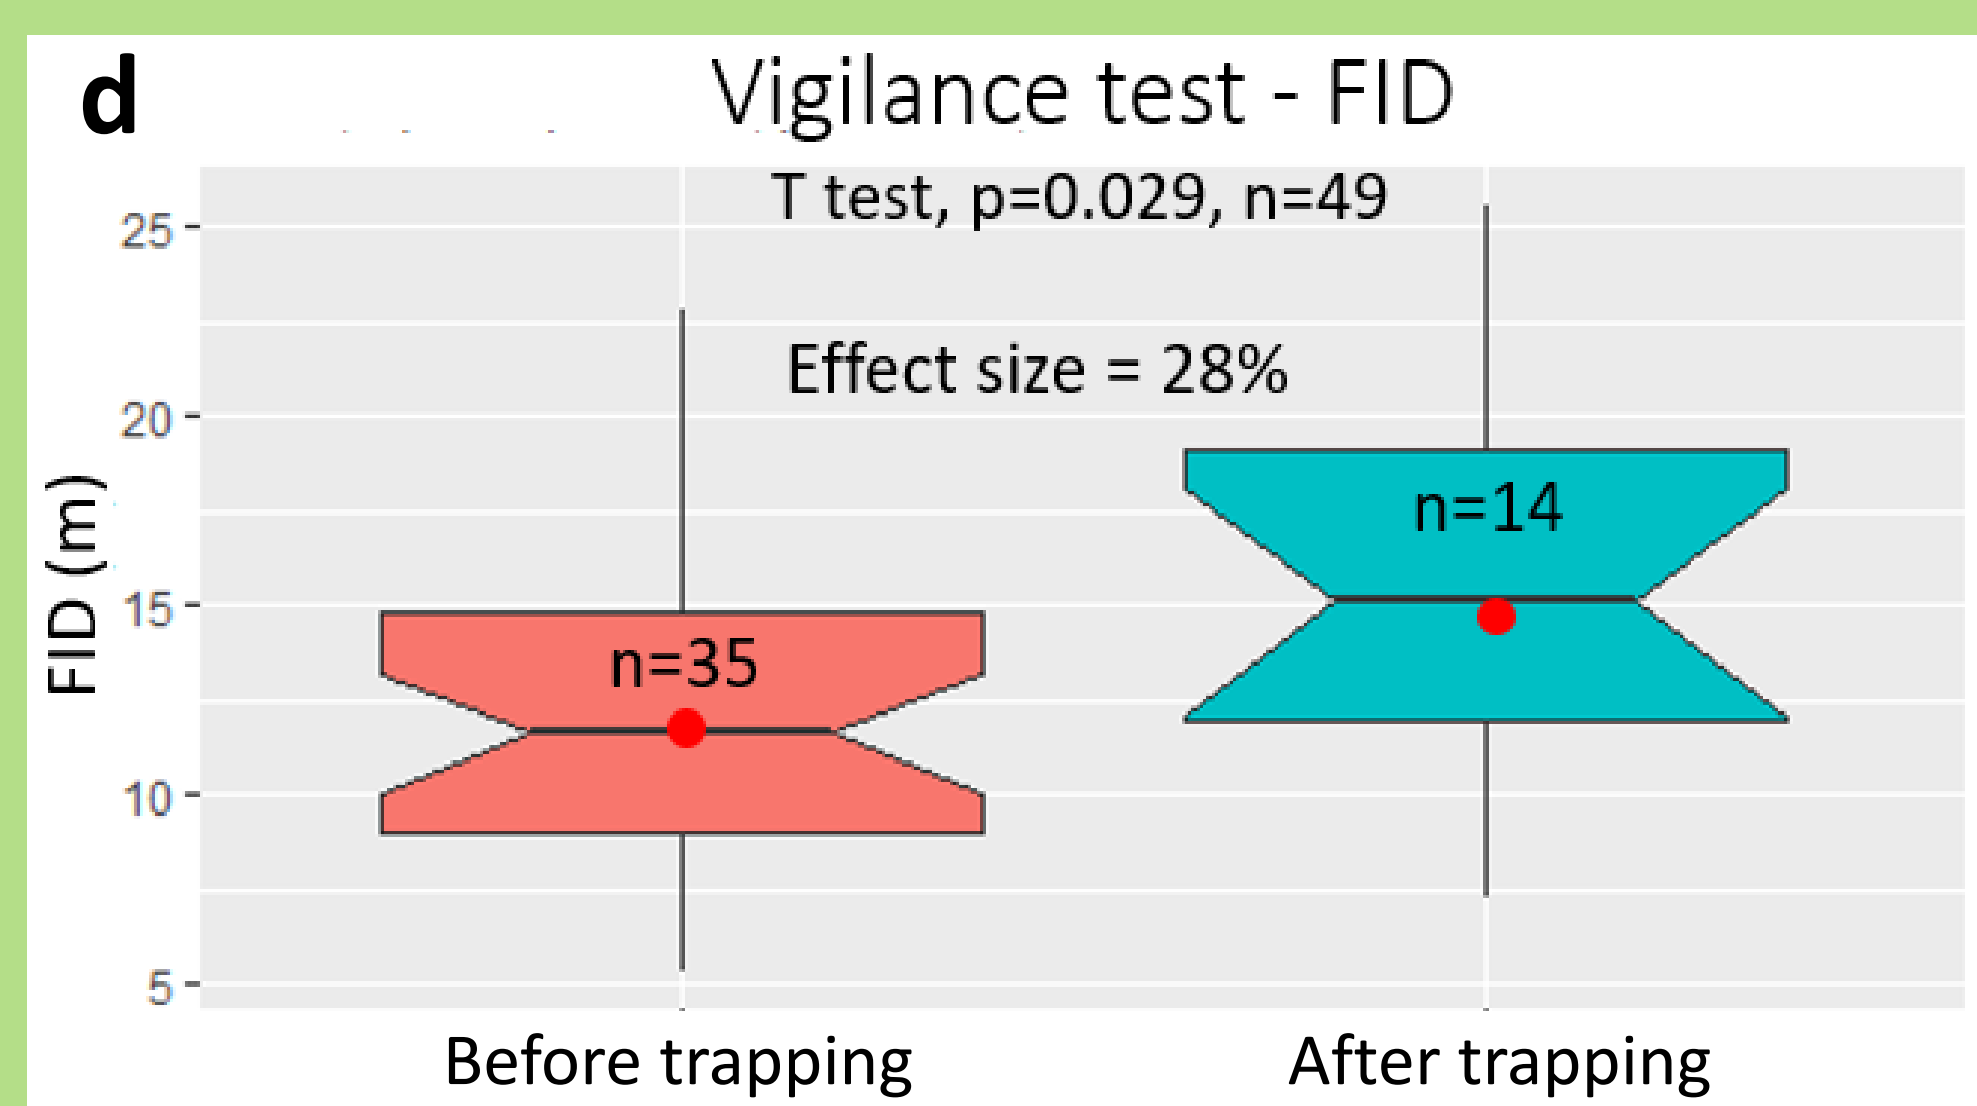 d
Vigilance test - FID
T test, p=0.029, n=49
Effect size = 28%
n=14
n=35
FID (m)
25
20
15
10
5
Before trapping
After trapping